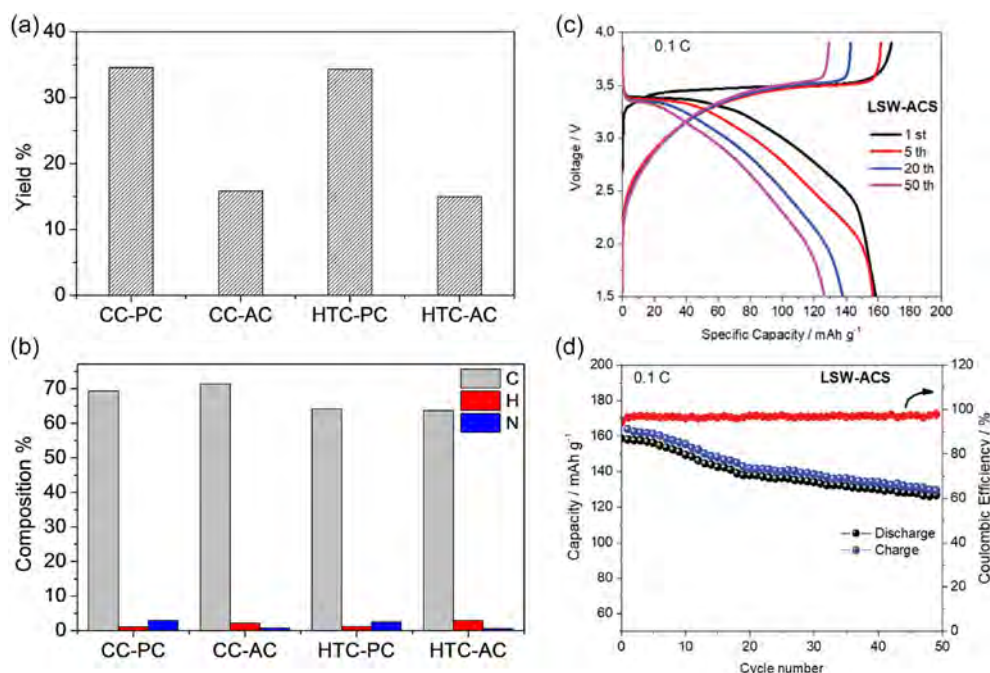 (a)
40
30
20
10
0
Yield %
CC-PC CC-AC HTC-PC HTC-AC
(b)
70
60
50
40
30
20
10
0
Composition %
C
H
N
CC-PC CC-AC HTC-PC HTC-AC
(c)
0.1 C
4.0
3.5
3.0
2.5
2.0
1.5
Voltage / V
LSW-ACS
1 st
5 th
20 th
50 th
0 20 40 60 80 100 120 140 160 180 200
Specific Capacity / mAh g⁻¹
(d)
0.1 C
LSW-ACS
200
180
160
140
120
100
80
60
Capacity / mAh g⁻¹
Discharge
Charge
120
100
80
60
40
20
0
Coulombic Efficiency / %
0 10 20 30 40 50
Cycle number